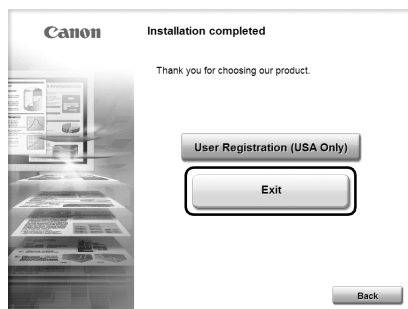 Canon
Installation completed
Thank you for choosing our product.
User Registration (USA Only)
Exit
Back